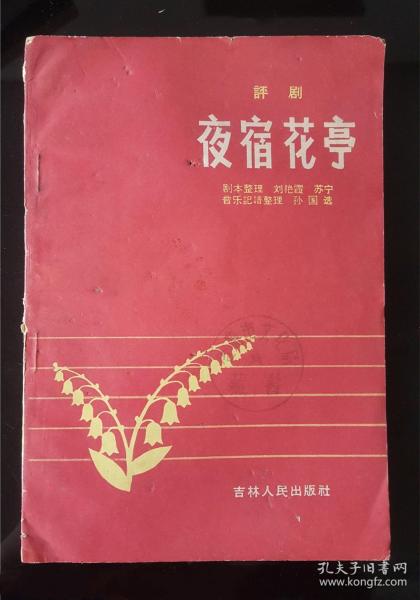 評剧
夜宿花亭
剧本整理 刘艳霞 苏宁
音乐記谱整理 孙国选
吉林人民出版社
孔夫子旧书网
www.kongfz.com